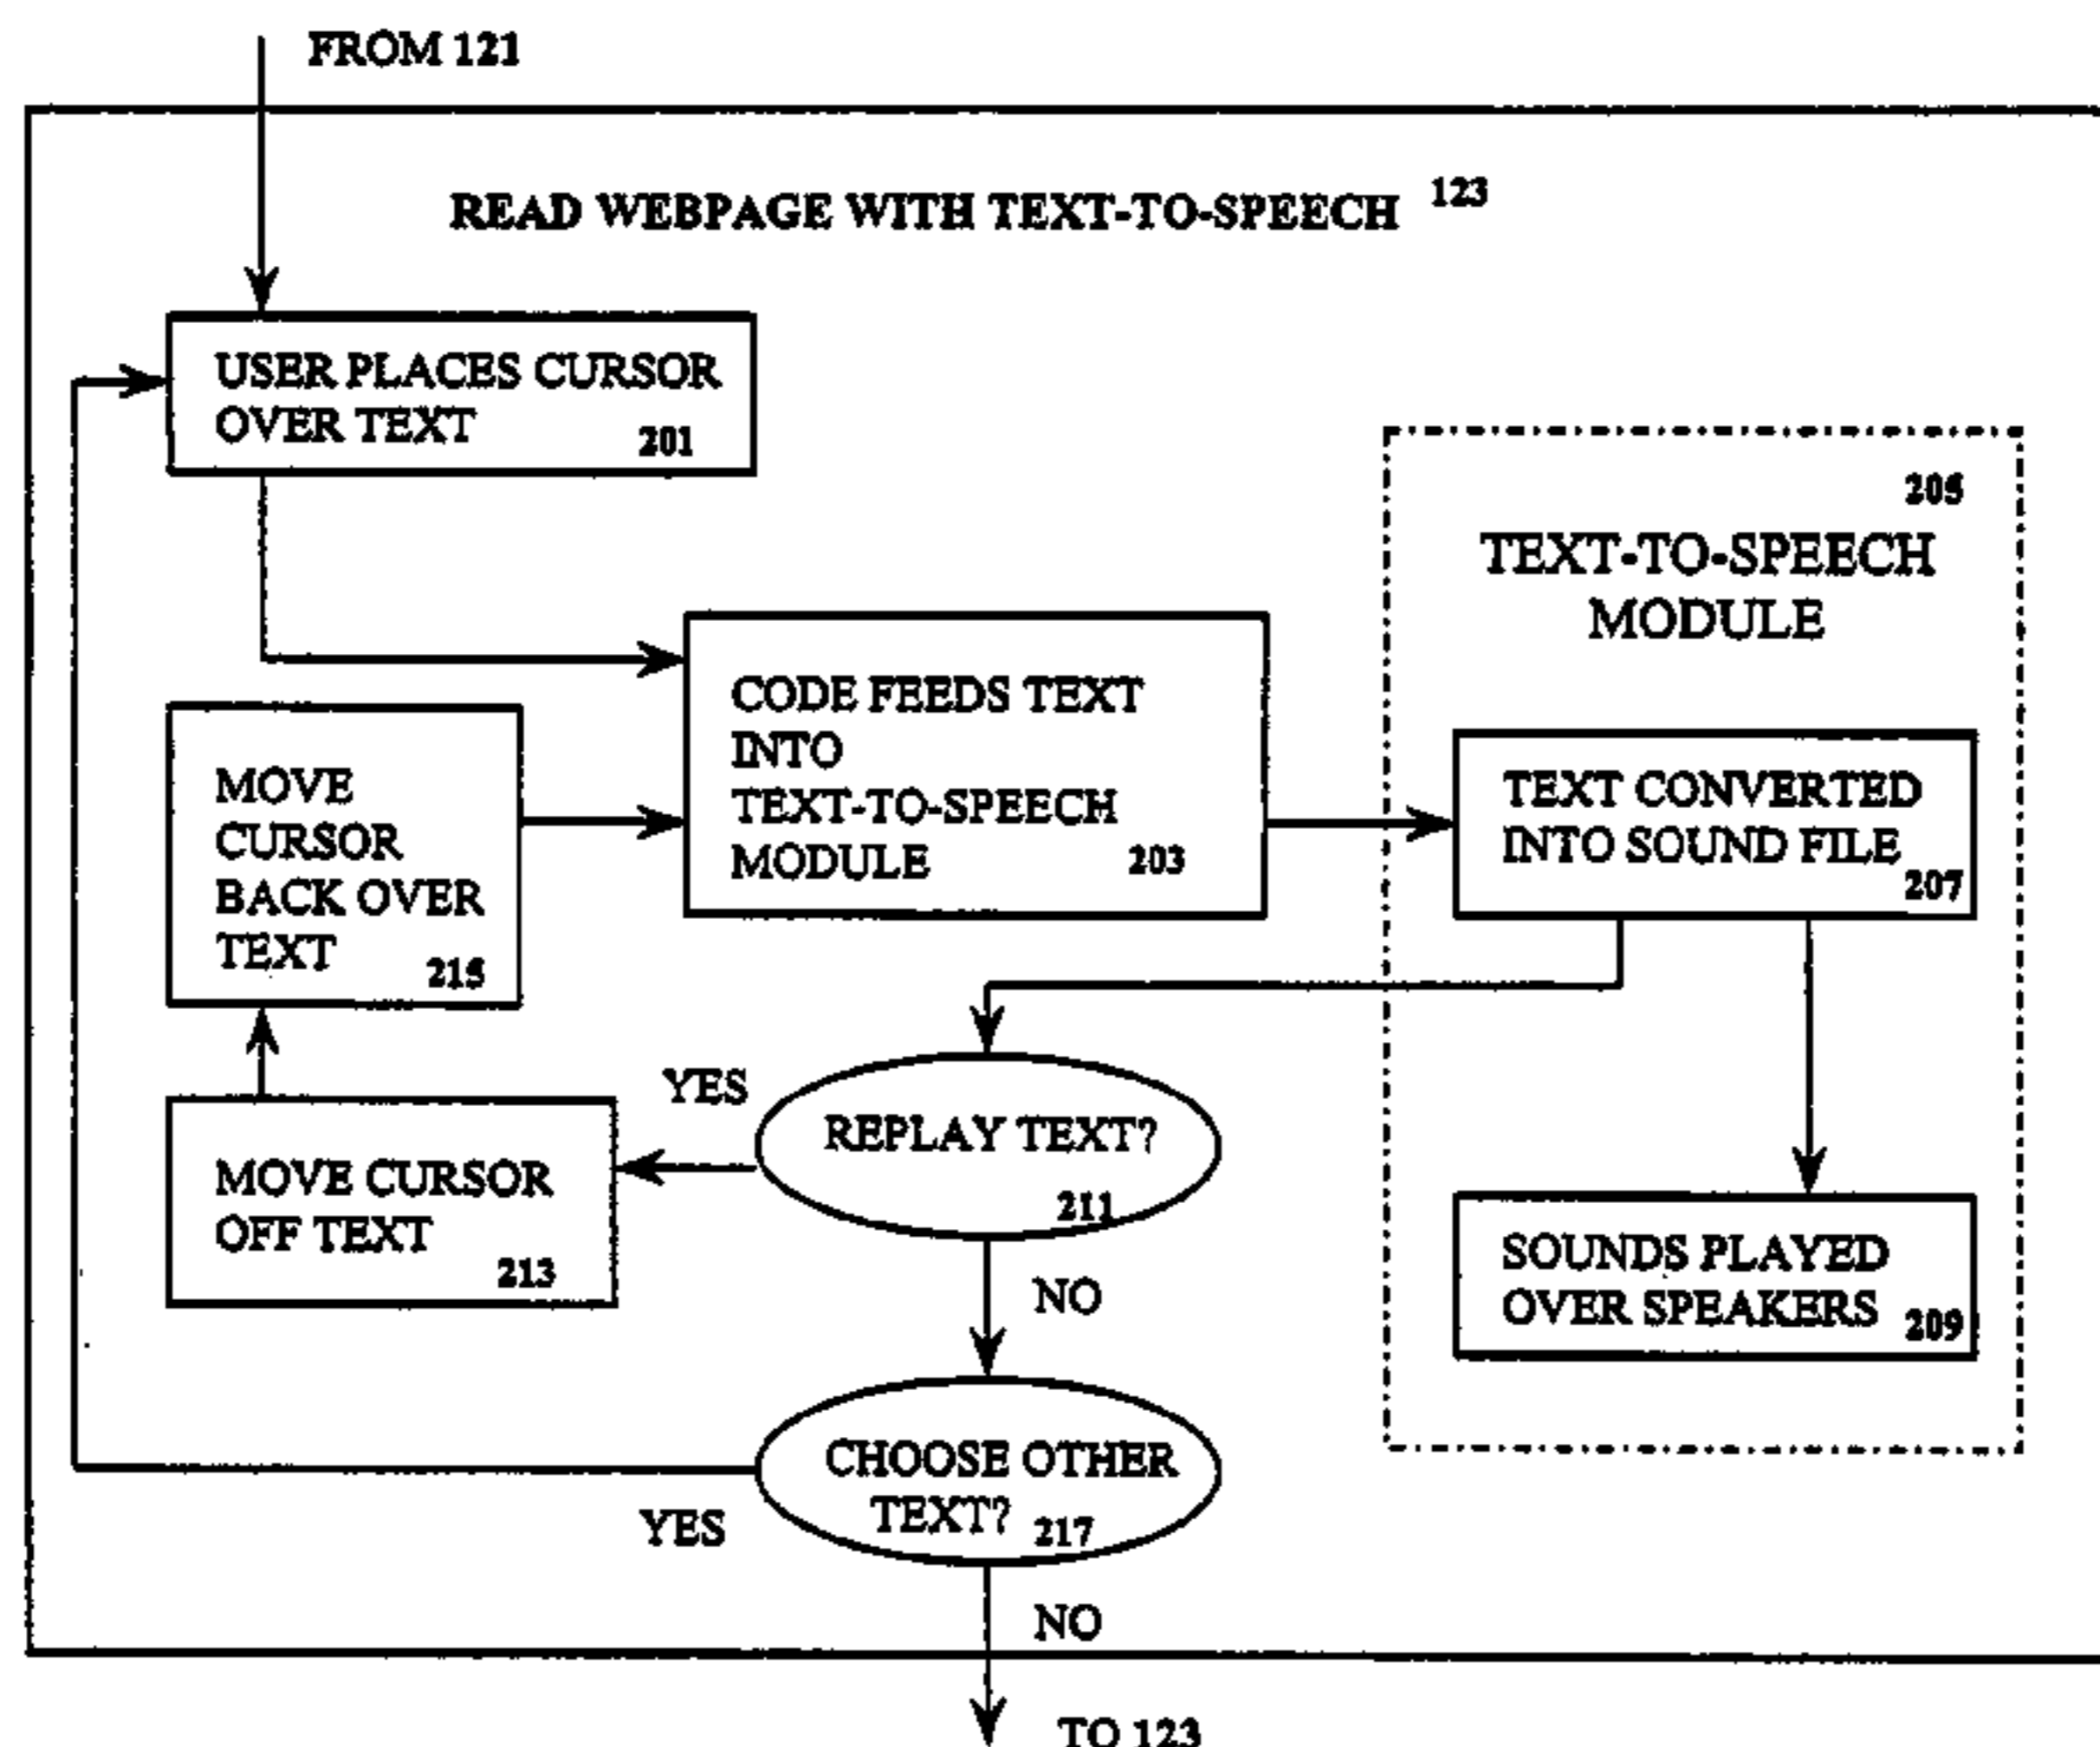 FROM 121
READ WEBPAGE WITH TEXT-TO-SPEECH 123
USER PLACES CURSOR
OVER TEXT 201
205
TEXT-TO-SPEECH
MODULE
CODE FEEDS TEXT
INTO
TEXT-TO-SPEECH
MODULE 203
TEXT CONVERTED
INTO SOUND FILE
207
MOVE
CURSOR
BACK OVER
TEXT 215
YES
REPLAY TEXT?
211
MOVE CURSOR
OFF TEXT
213
NO
SOUNDS PLAYED
OVER SPEAKERS 209
CHOOSE OTHER
TEXT? 217
YES
NO
TO 123